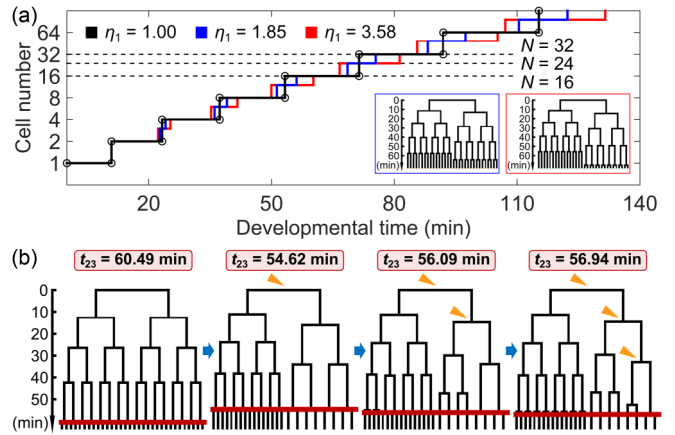 (a)
η1 = 1.00 η1 = 1.85 η1 = 3.58
Cell number
64
32
16
8
4
2
1
N = 32
N = 24
N = 16
0
10
20
30
40
50
60
(min)
0
10
20
30
40
50
60
(min)
20 50 80 110 140
Developmental time (min)
(b)
t23 = 60.49 min t23 = 54.62 min t23 = 56.09 min t23 = 56.94 min
0
10
20
30
40
50
(min)